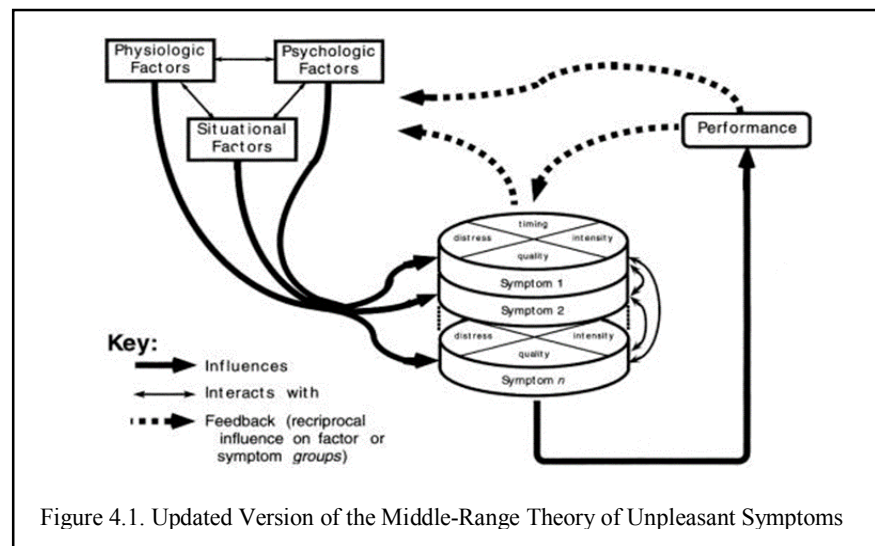 Physiologic
Factors
Psychologic
Factors
Situational
Factors
Performance
timing
distress
intensity
quality
Symptom 1
Symptom 2
distress
intensity
quality
Symptom n
Key:
Influences
Interacts with
Feedback (recriprocal
influence on factor or
symptom groups)
Figure 4.1. Updated Version of the Middle-Range Theory of Unpleasant Symptoms